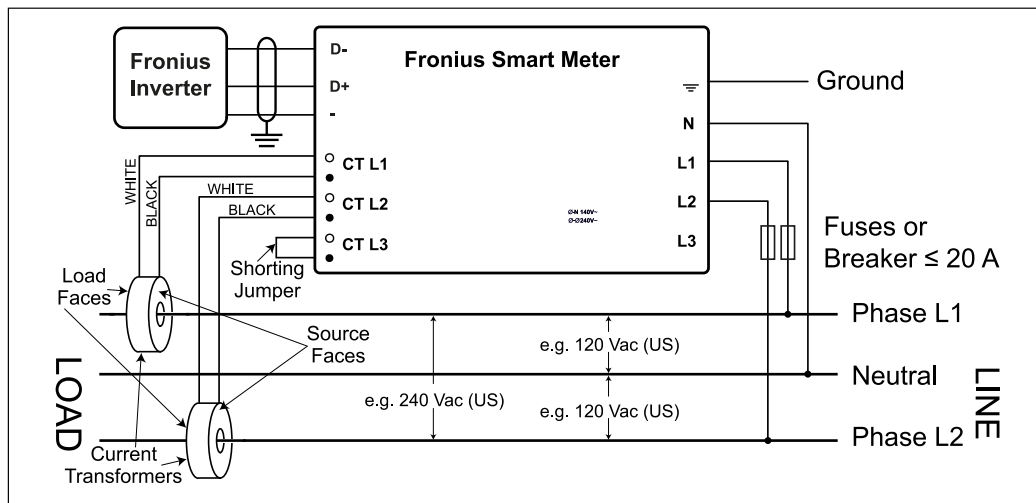 Fronius
Inverter
D-
D+
-
Fronius Smart Meter
Ground
N
L1
L2
L3
CT L1
CT L2
CT L3
WHITE
BLACK
WHITE
BLACK
Shorting
Jumper
Ø-N 140V~
Ø-Ø240V~
Fuses or
Breaker ≤ 20 A
Load
Faces
Source
Faces
Phase L1
e.g. 120 Vac (US)
Neutral
e.g. 240 Vac (US)
e.g. 120 Vac (US)
Phase L2
LOAD
LINE
Current
Transformers